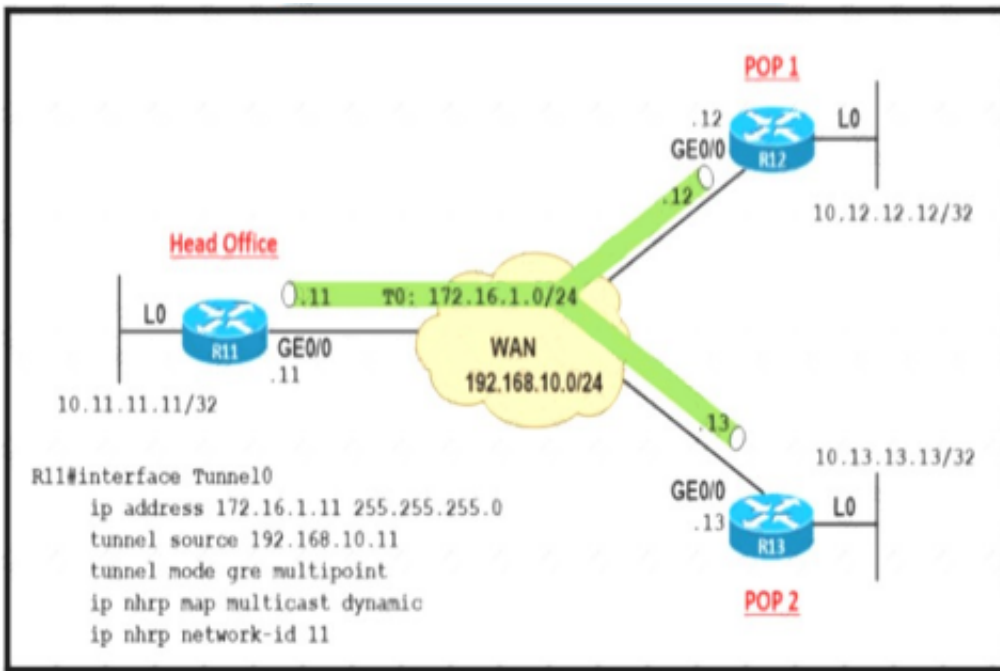 POP 1
.12
GE0/0
L0
R12
.12
10.12.12.12/32
Head Office
.11
T0: 172.16.1.0/24
L0
R11
GE0/0
.11
WAN
192.168.10.0/24
10.11.11.11/32
.13
10.13.13.13/32
GE0/0
.13
L0
R13
POP 2
R11#interface Tunnel0
ip address 172.16.1.11 255.255.255.0
tunnel source 192.168.10.11
tunnel mode gre multipoint
ip nhrp map multicast dynamic
ip nhrp network-id 11